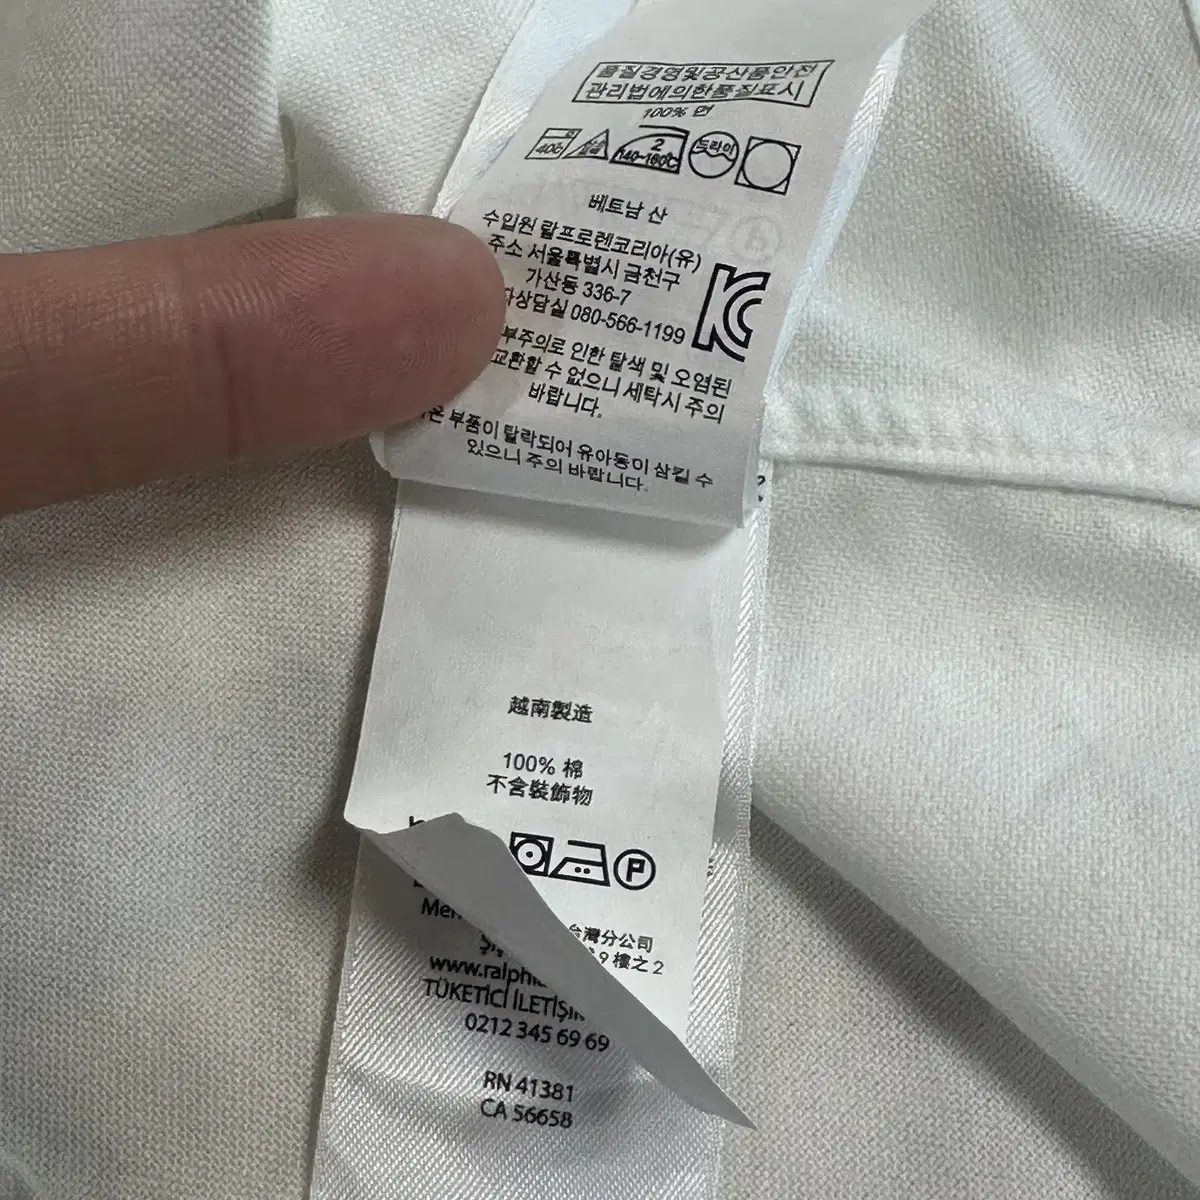 품질경영및공산품안전
관리법에의한품질표시
100% 면
40℃
2
140~160℃
드라이
베트남 산
수입원 랄프로렌코리아(유)
주소 서울특별시 금천구
가산동 336-7
상담실 080-566-1199
부주의로 인한 탈색 및 오염된
교환할 수 없으니 세탁시 주의
바랍니다.
부품이 탈락되어 유아동이 삼킬 수
있으니 주의 바랍니다.
越南製造
100% 棉
不含裝飾物
P
台灣分公司
9 樓之 2
www.ralph
TÜKETİCİ İLETİŞİ
0212 345 69 69
RN 41381
CA 56658